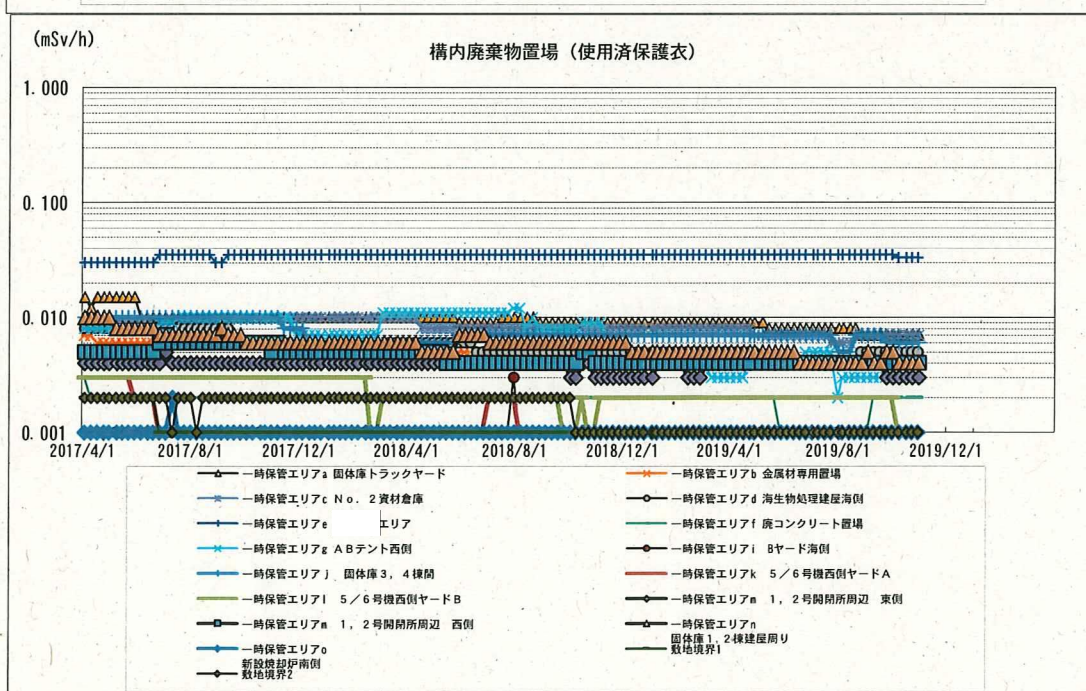 (mSv/h)
構内廃棄物置場（使用済保護衣）
1.000
0.100
0.010
0.001
2017/4/1 2017/8/1 2017/12/1 2018/4/1 2018/8/1 2018/12/1 2019/4/1 2019/8/1 2019/12/1
一時保管エリアa 固体庫トラックヤード
一時保管エリアb 金属材専用置場
一時保管エリアc No．2資材倉庫
一時保管エリアd 海生物処理建屋海側
一時保管エリアe エリア
一時保管エリアf 廃コンクリート置場
一時保管エリアg ABテント西側
一時保管エリアi Bヤード海側
一時保管エリアj 固体庫3，4棟間
一時保管エリアk 5／6号機西側ヤードA
一時保管エリアl 5／6号機西側ヤードB
一時保管エリアm 1，2号開閉所周辺 東側
一時保管エリアm 1，2号開閉所周辺 西側
一時保管エリアn
固体庫1，2棟建屋周り
一時保管エリアo
敷地境界1
新設焼却炉南側
敷地境界2